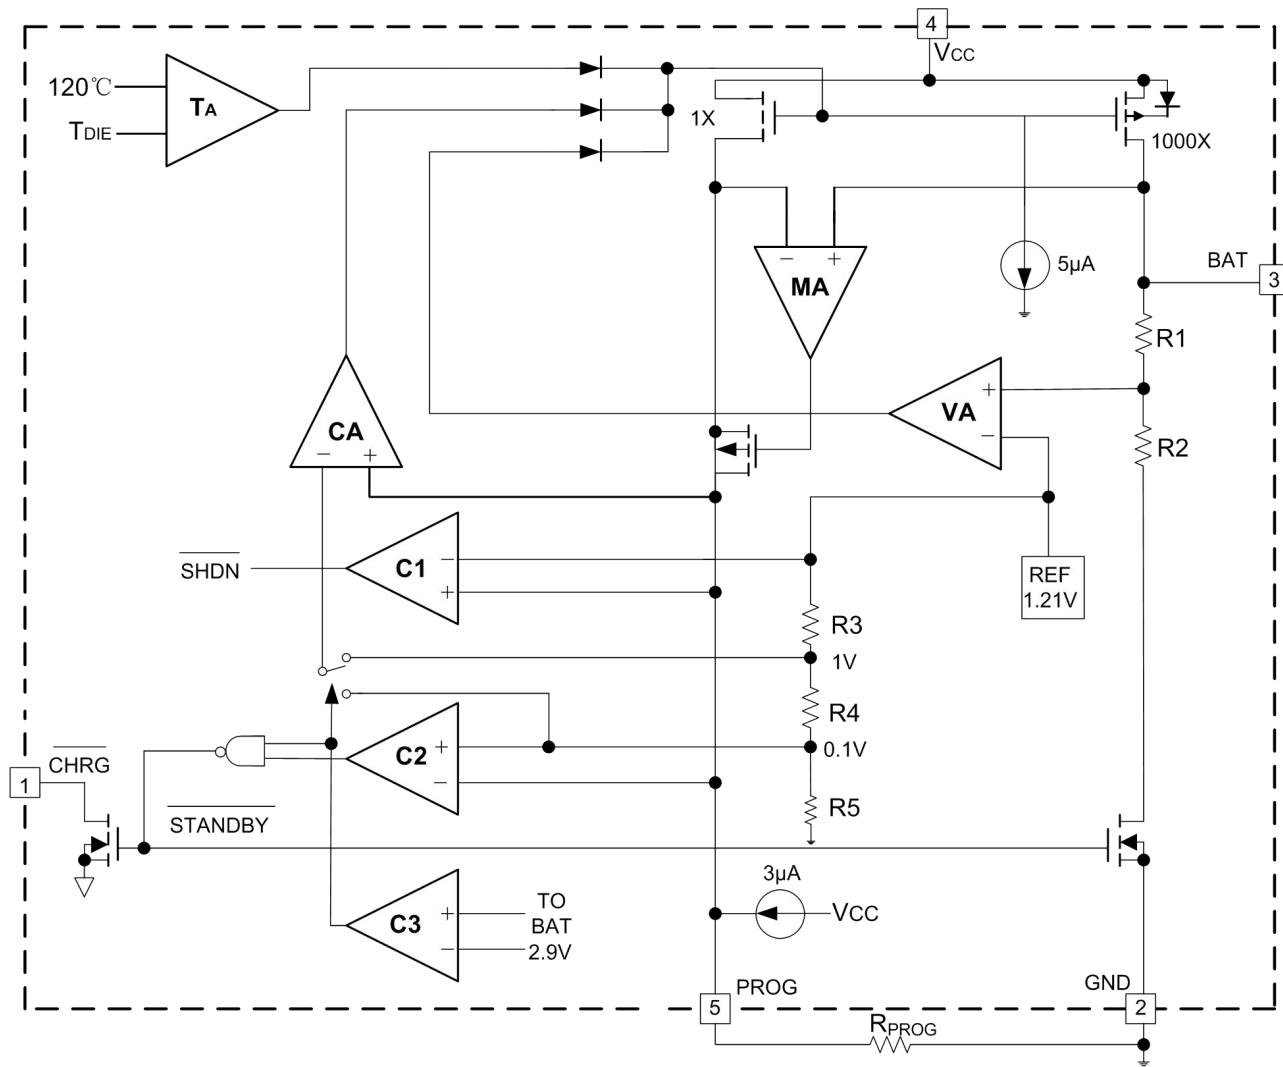 4
VCC
120℃
TA
TDIE
1X
1000X
− +
MA
5μA
BAT
3
R1
+
VA
−
R2
CA
− +
SHDN
C1
−
+
REF
1.21V
R3
1V
R4
0.1V
R5
C2
+
−
CHRG
1
STANDBY
3μA
VCC
C3
+
−
TO
BAT
2.9V
PROG
5
GND
2
RPROG